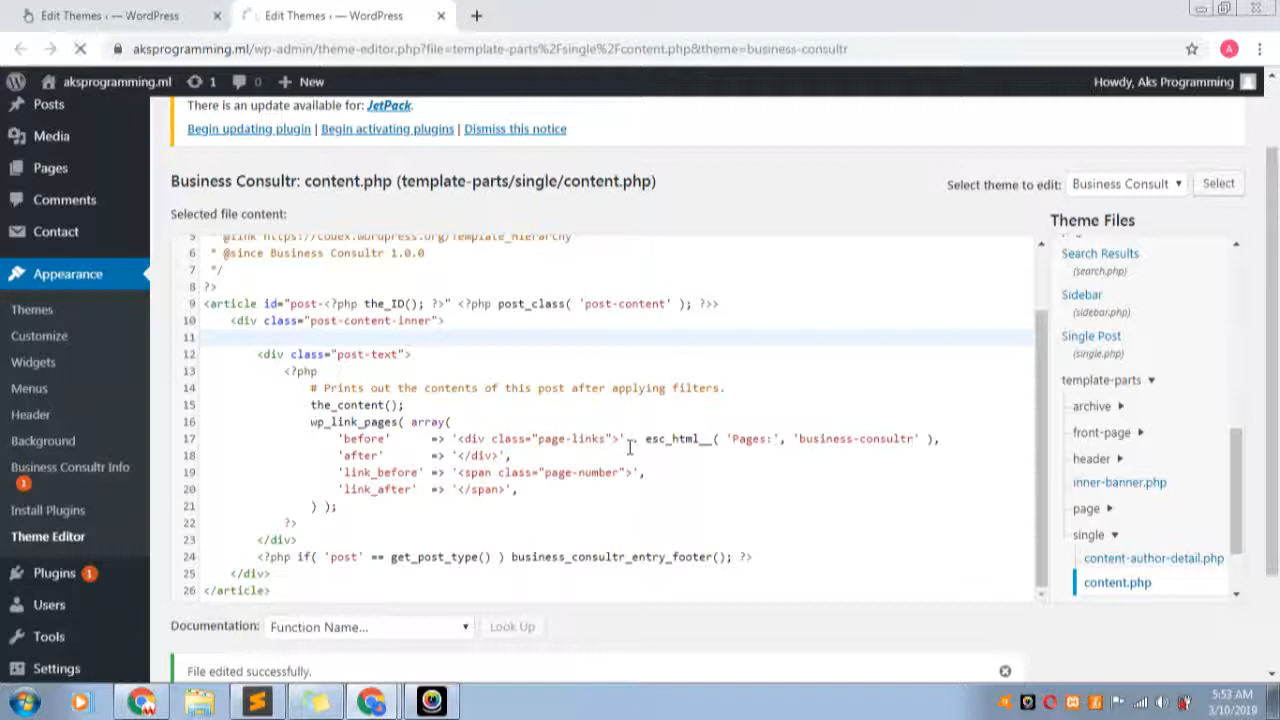 Edit Themes ‹ — WordPress
Edit Themes ‹ — WordPress
aksprogramming.ml/wp-admin/theme-editor.php?file=template-parts%2Fsingle%2Fcontent.php&theme=business-consultr
A
aksprogramming.ml
1
0
New
Howdy, Aks Programming
Posts
Media
Pages
Comments
Contact
Appearance
Themes
Customize
Widgets
Menus
Header
Background
Business Consultr Info
1
Install Plugins
Theme Editor
Plugins 1
Users
Tools
Settings
There is an update available for: JetPack.
Begin updating plugin | Begin activating plugins | Dismiss this notice
Business Consultr: content.php (template-parts/single/content.php)
Select theme to edit: Business Consult Select
Selected file content:
5 * @link https://codex.wordpress.org/Template_Hierarchy
6 * @since Business Consultr 1.0.0
7 */
8 ?>
9 <article id="post-<?php the_ID(); ?>" <?php post_class( 'post-content' ); ?>>
10 <div class="post-content-inner">
11
12 <div class="post-text">
13 <?php
14 # Prints out the contents of this post after applying filters.
15 the_content();
16 wp_link_pages( array(
17 'before' => '<div class="page-links">' . esc_html__( 'Pages:', 'business-consultr' ),
18 'after' => '</div>',
19 'link_before' => '<span class="page-number">',
20 'link_after' => '</span>',
21 ) );
22 ?>
23 </div>
24 <?php if( 'post' == get_post_type() ) business_consultr_entry_footer(); ?>
25 </div>
26 </article>
Theme Files
Search Results
(search.php)
Sidebar
(sidebar.php)
Single Post
(single.php)
template-parts
archive
front-page
header
inner-banner.php
page
single
content-author-detail.php
content.php
Documentation: Function Name... Look Up
File edited successfully.
5:53 AM
3/10/2019